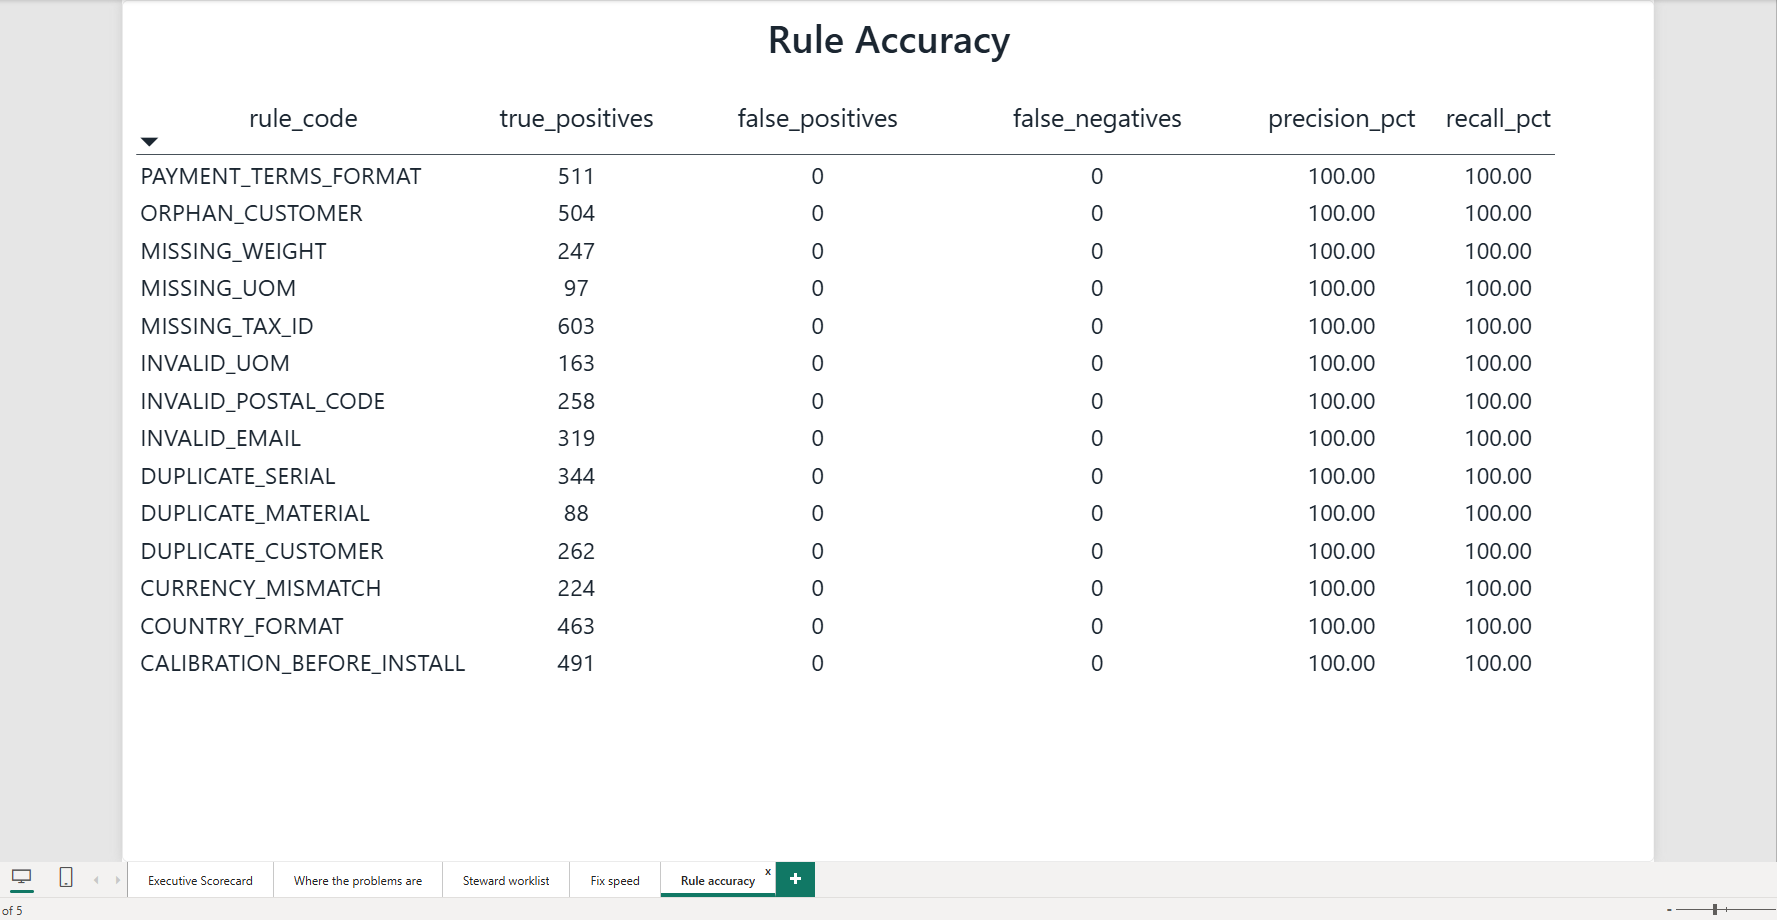 Rule Accuracy
rule_code true_positives false_positives false_negatives precision_pct recall_pct
PAYMENT_TERMS_FORMAT 511 0 0 100.00 100.00
ORPHAN_CUSTOMER 504 0 0 100.00 100.00
MISSING_WEIGHT 247 0 0 100.00 100.00
MISSING_UOM 97 0 0 100.00 100.00
MISSING_TAX_ID 603 0 0 100.00 100.00
INVALID_UOM 163 0 0 100.00 100.00
INVALID_POSTAL_CODE 258 0 0 100.00 100.00
INVALID_EMAIL 319 0 0 100.00 100.00
DUPLICATE_SERIAL 344 0 0 100.00 100.00
DUPLICATE_MATERIAL 88 0 0 100.00 100.00
DUPLICATE_CUSTOMER 262 0 0 100.00 100.00
CURRENCY_MISMATCH 224 0 0 100.00 100.00
COUNTRY_FORMAT 463 0 0 100.00 100.00
CALIBRATION_BEFORE_INSTALL 491 0 0 100.00 100.00
Executive Scorecard Where the problems are Steward worklist Fix speed Rule accuracy x +
of 5